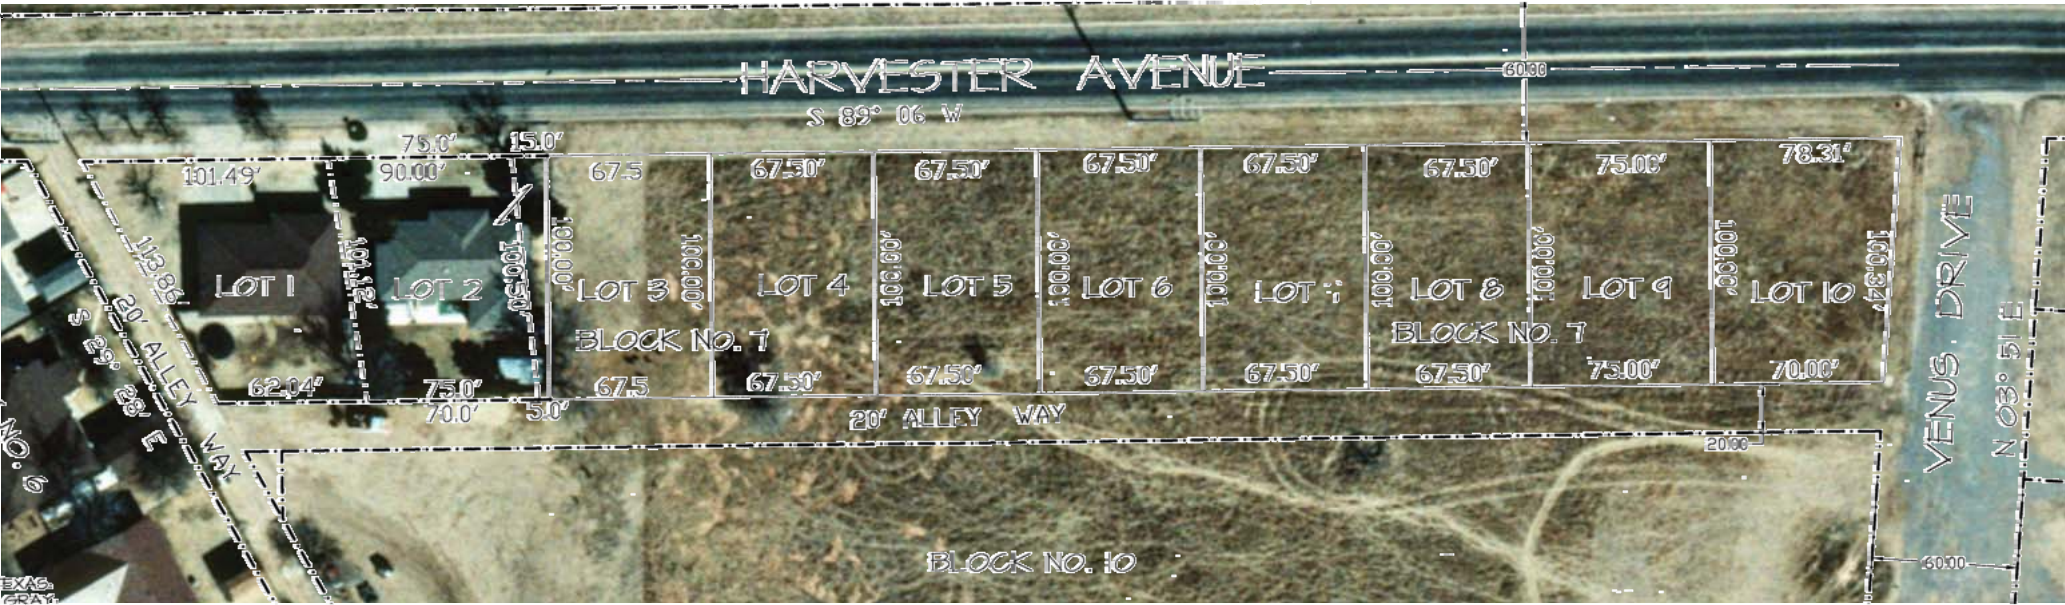 HARVESTER AVENUE
60.00
S 89° 06 W
75.0' 15.0'
101.49' 90.00' 67.5 67.50' 67.50' 67.50' 67.50' 67.50' 75.00' 78.31'
113.86' 101.12' 100.50' 100.00' 100.00' 100.00' 100.00' 100.00' 100.00' 100.00' 100.00' 100.34'
LOT 1 LOT 2 LOT 3 LOT 4 LOT 5 LOT 6 LOT LOT 8 LOT 9 LOT 10
BLOCK NO. 7 BLOCK NO. 7
62.04' 75.0' 67.5 67.50' 67.50' 67.50' 67.50' 67.50' 75.00' 70.00'
70.0' 5.0'
20' ALLEY WAY
20' ALLEY WAY
S 29° 28' E
NO. 6
20.00
VENUS DRIVE
N 03° 51 E
BLOCK NO. 10
60.00
EXAS
GRAY